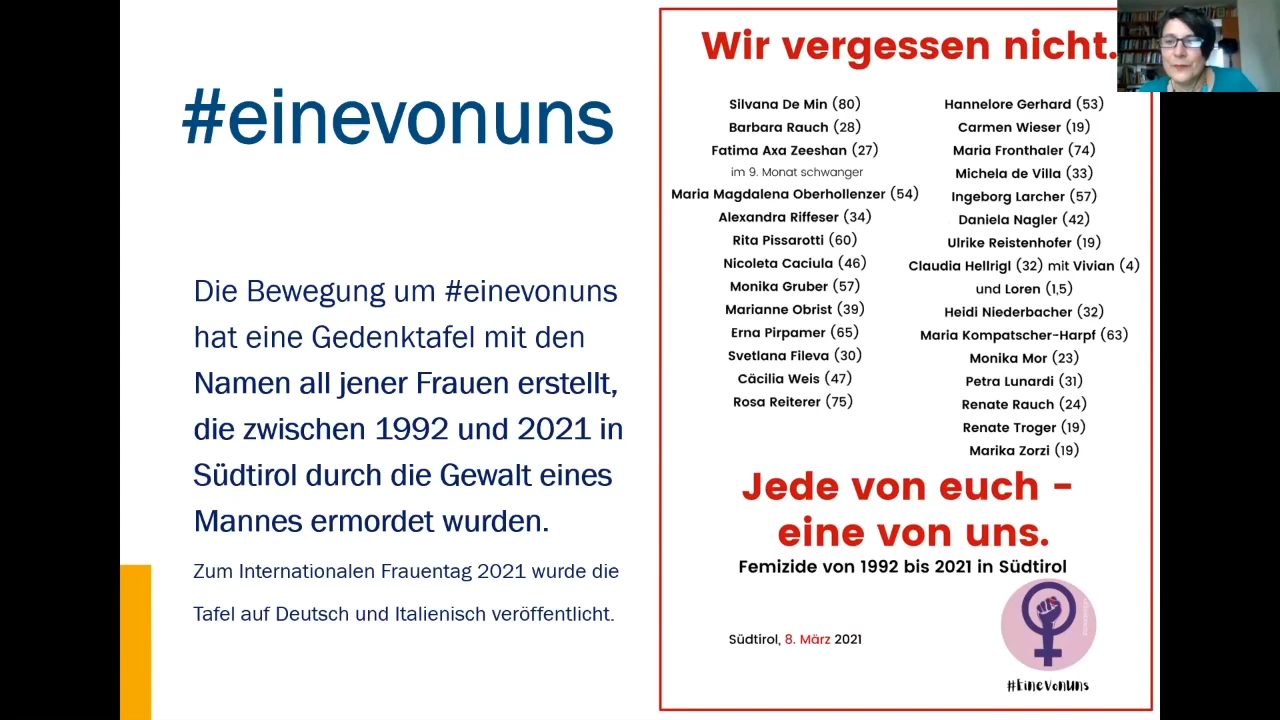 #einevonuns
Die Bewegung um #einevonuns
hat eine Gedenktafel mit den
Namen all jener Frauen erstellt,
die zwischen 1992 und 2021 in
Südtirol durch die Gewalt eines
Mannes ermordet wurden.
Zum Internationalen Frauentag 2021 wurde die
Tafel auf Deutsch und Italienisch veröffentlicht.
Wir vergessen nicht.
Silvana De Min (80)
Barbara Rauch (28)
Fatima Axa Zeeshan (27)
im 9. Monat schwanger
Maria Magdalena Oberhollenzer (54)
Alexandra Riffeser (34)
Rita Pissarotti (60)
Nicoleta Caciula (46)
Monika Gruber (57)
Marianne Obrist (39)
Erna Pirpamer (65)
Svetlana Fileva (30)
Cäcilia Weis (47)
Rosa Reiterer (75)
Hannelore Gerhard (53)
Carmen Wieser (19)
Maria Fronthaler (74)
Michela de Villa (33)
Ingeborg Larcher (57)
Daniela Nagler (42)
Ulrike Reistenhofer (19)
Claudia Hellrigl (32) mit Vivian (4)
und Loren (1,5)
Heidi Niederbacher (32)
Maria Kompatscher-Harpf (63)
Monika Mor (23)
Petra Lunardi (31)
Renate Rauch (24)
Renate Troger (19)
Marika Zorzi (19)
Jede von euch -
eine von uns.
Femizide von 1992 bis 2021 in Südtirol
Südtirol, 8. März 2021
#EineVonUns